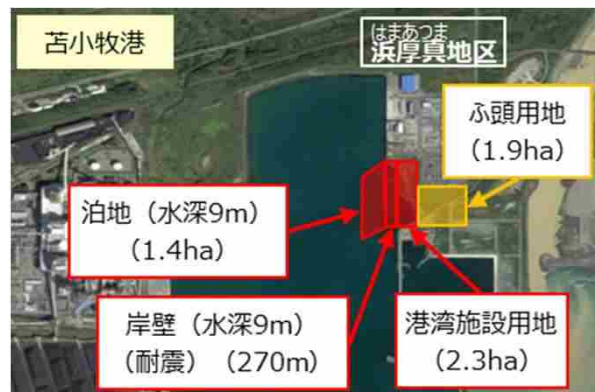 苫小牧港
はまあつま
浜厚真地区
ふ頭用地
(1.9ha)
泊地（水深9m）
（1.4ha）
岸壁（水深9m）
（耐震）（270m）
港湾施設用地
（2.3ha）